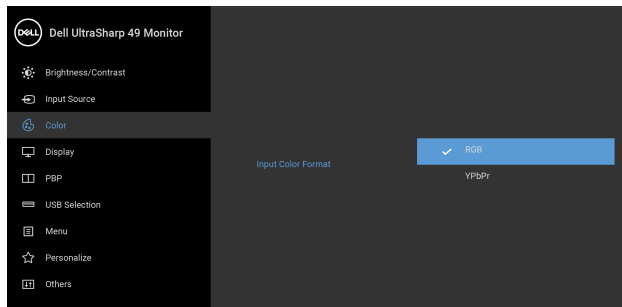 DELL Dell UltraSharp 49 Monitor
Brightness/Contrast
Input Source
Color
Display
PBP
USB Selection
Menu
Personalize
Others
Input Color Format
RGB
YPbPr